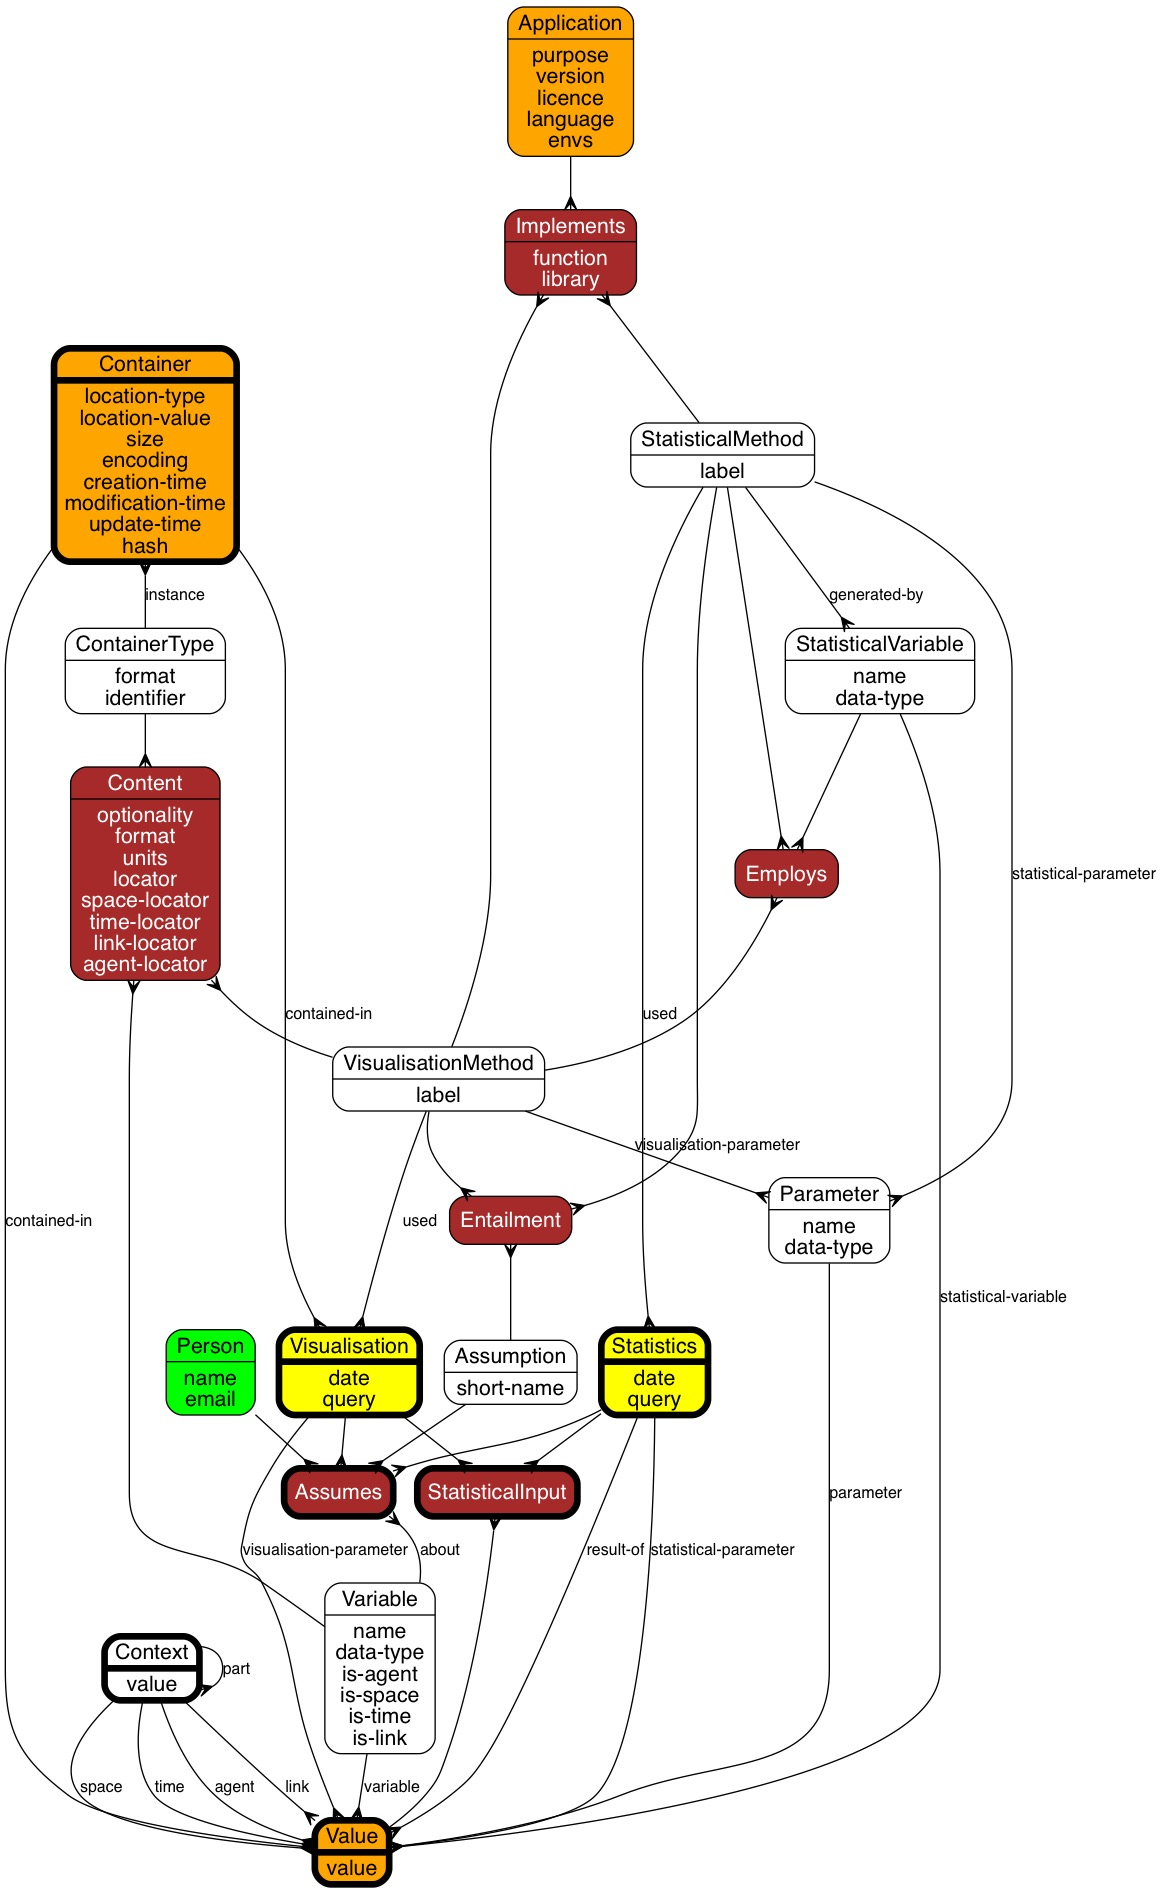 Application
purpose
version
licence
language
envs
Implements
function
library
Container
location-type
location-value
size
encoding
creation-time
modification-time
update-time
hash
StatisticalMethod
label
instance
generated-by
ContainerType
format
identifier
StatisticalVariable
name
data-type
Content
optionality
format
units
locator
space-locator
time-locator
link-locator
agent-locator
Employs
statistical-parameter
contained-in
used
VisualisationMethod
label
visualisation-parameter
contained-in
used
Entailment
Parameter
name
data-type
statistical-variable
Person
name
email
Visualisation
date
query
Assumption
short-name
Statistics
date
query
Assumes
StatisticalInput
parameter
visualisation-parameter
about
result-of
statistical-parameter
Variable
name
data-type
is-agent
is-space
is-time
is-link
Context
value
part
space
time
agent
link
variable
Value
value